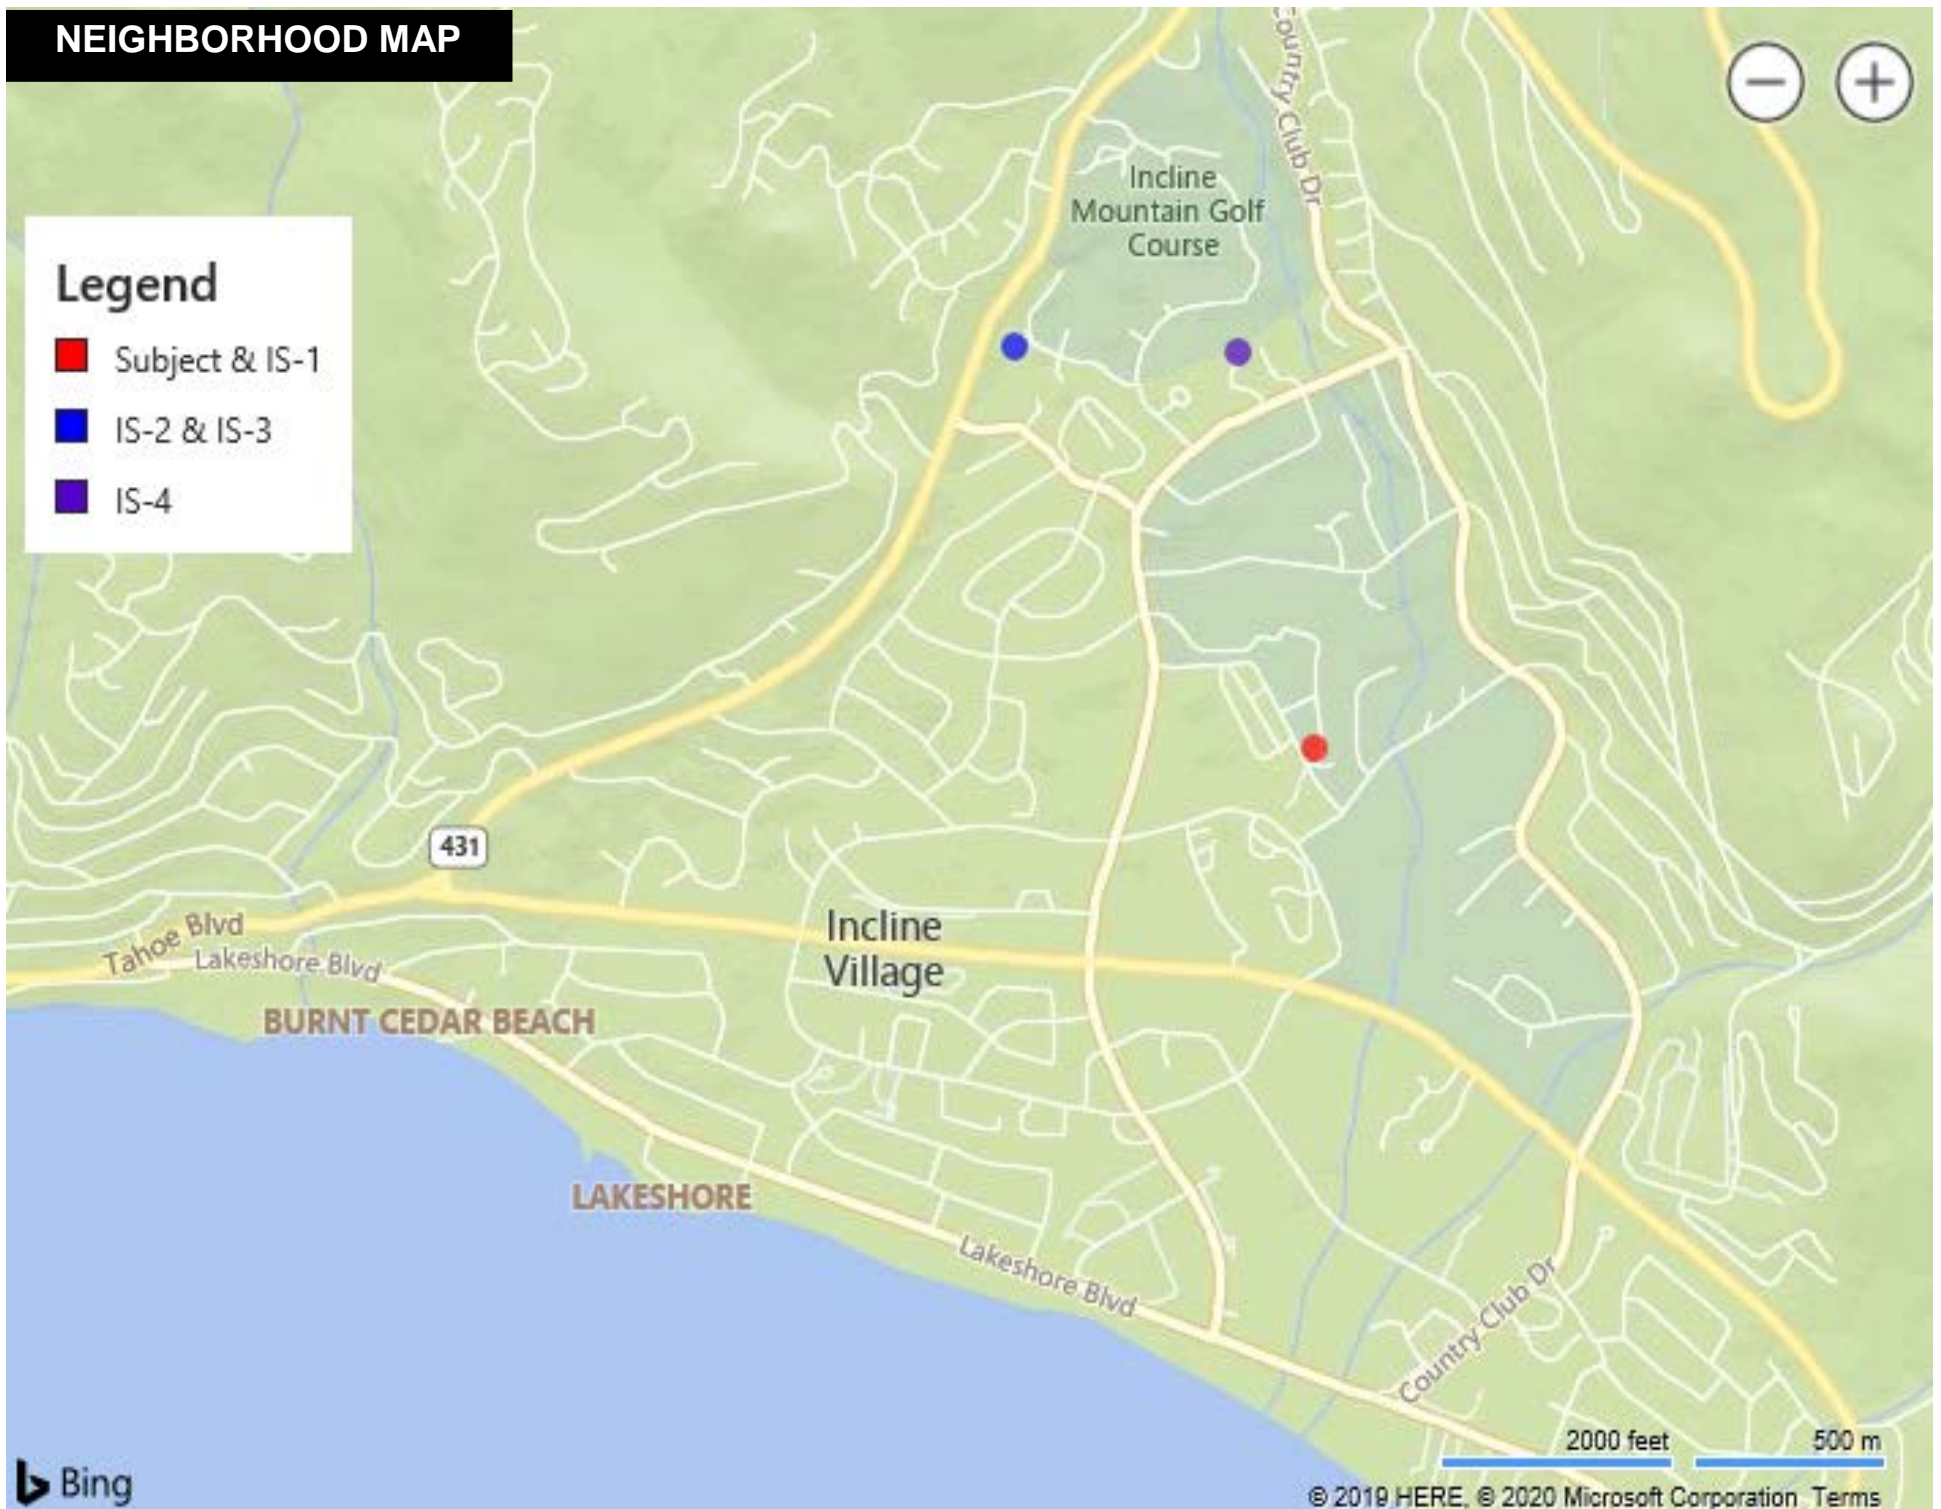 NEIGHBORHOOD MAP
Country Club Dr
Incline
Mountain Golf
Course
Legend
Subject & IS-1
IS-2 & IS-3
IS-4
431
Tahoe Blvd
Lakeshore Blvd
Incline
Village
BURNT CEDAR BEACH
LAKESHORE
Lakeshore Blvd
Country Club Dr
2000 feet
500 m
Bing
© 2019 HERE, © 2020 Microsoft Corporation Terms